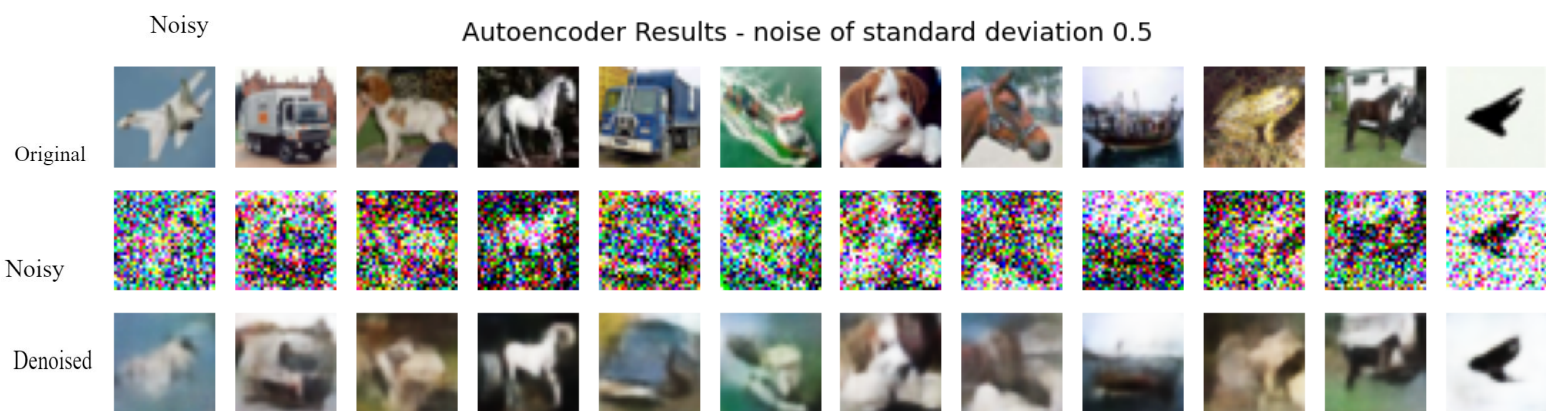 Noisy
Autoencoder Results - noise of standard deviation 0.5
Original
Noisy
Denoised